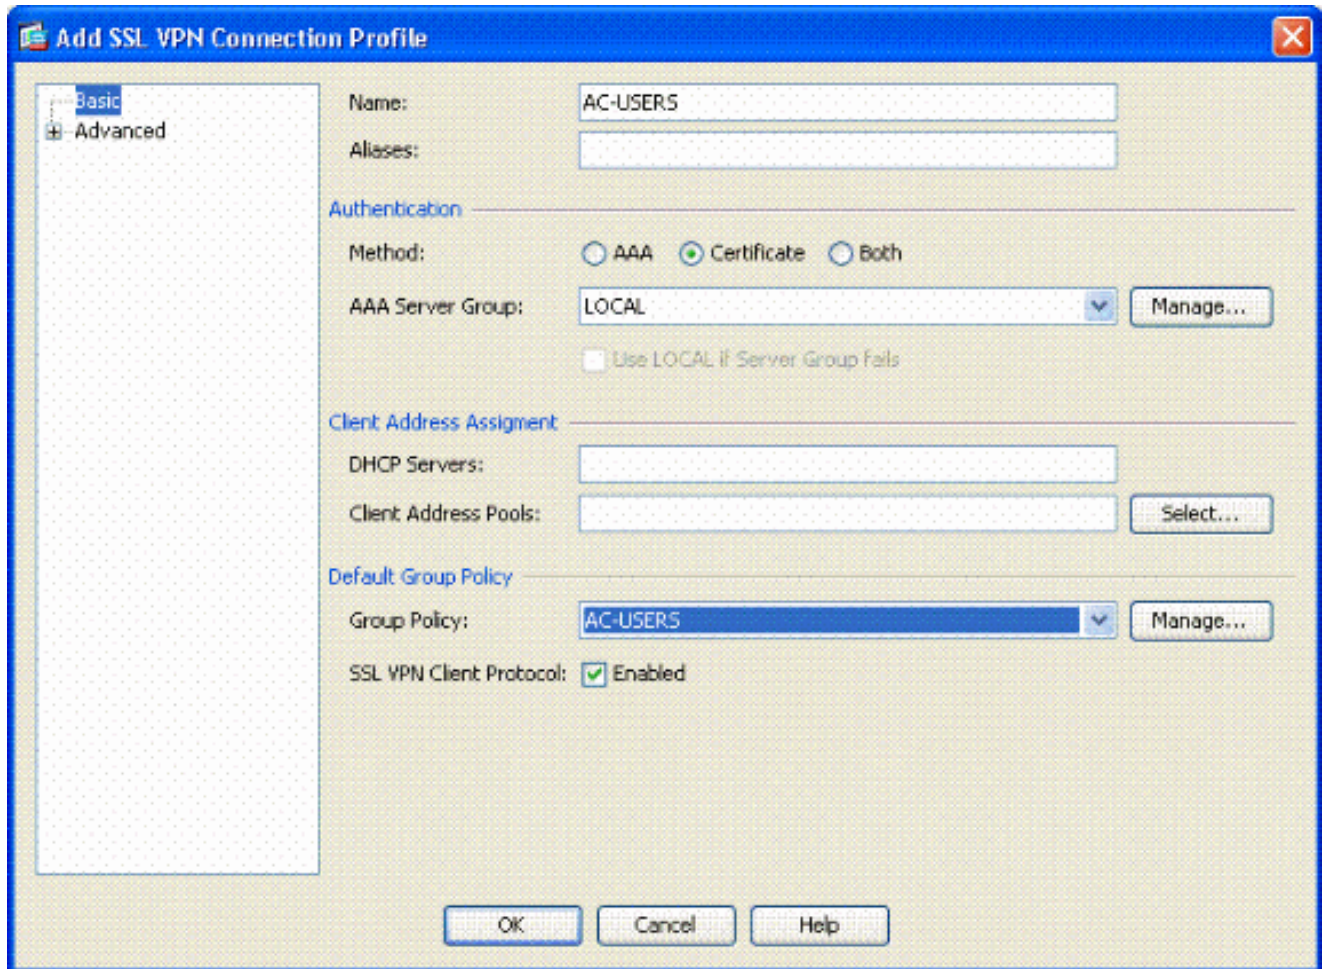 Add SSL VPN Connection Profile
Basic
Advanced
Name: AC-USERS
Aliases:
Authentication
Method: AAA Certificate Both
AAA Server Group: LOCAL Manage...
Use LOCAL if Server Group fails
Client Address Assigment
DHCP Servers:
Client Address Pools: Select...
Default Group Policy
Group Policy: AC-USERS Manage...
SSL VPN Client Protocol: Enabled
OK Cancel Help